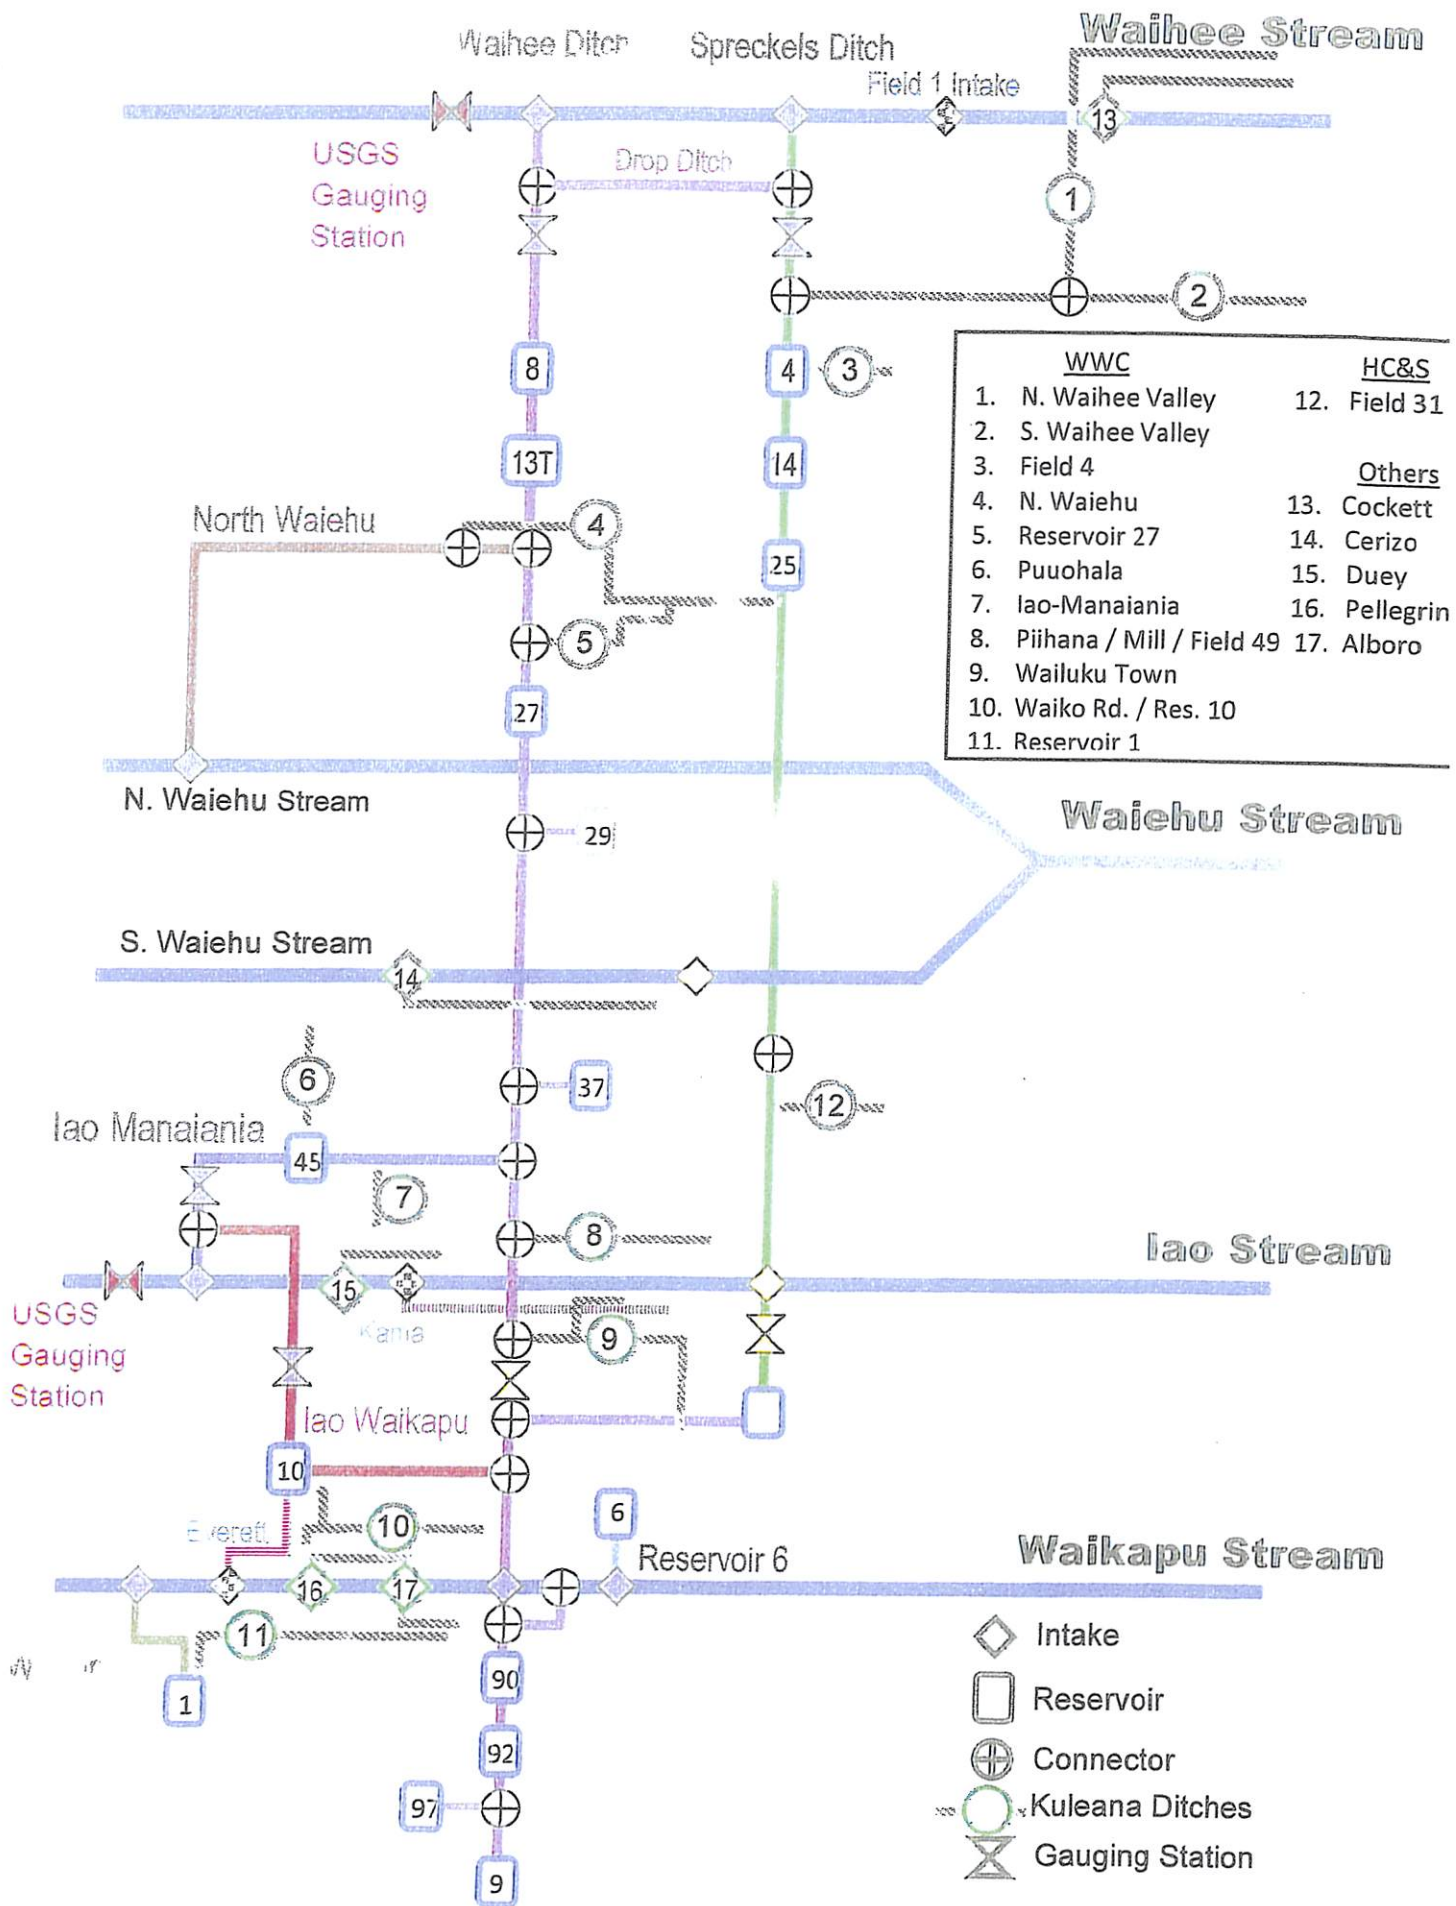 Waihee Ditch
Spreckels Ditch
Waihee Stream
Field 1 Intake
13
USGS
Gauging
Station
Drop Ditch
1
2
8
4
3
13T
14
North Waiehu
4
25
5
27
WWC
1. N. Waihee Valley
2. S. Waihee Valley
3. Field 4
4. N. Waiehu
5. Reservoir 27
6. Puuohala
7. Iao-Manaiania
8. Piihana / Mill / Field 49
9. Wailuku Town
10. Waiko Rd. / Res. 10
11. Reservoir 1
HC&S
12. Field 31
Others
13. Cockett
14. Cerizo
15. Duey
16. Pellegrin
17. Alboro
N. Waiehu Stream
Waiehu Stream
29
S. Waiehu Stream
14
6
37
12
Iao Manaiania
45
7
8
Iao Stream
15
USGS
Gauging
Station
Kama
9
Iao Waikapu
10
6
Everett
10
Reservoir 6
Waikapu Stream
16
17
11
1
90
92
97
9
Intake
Reservoir
Connector
Kuleana Ditches
Gauging Station